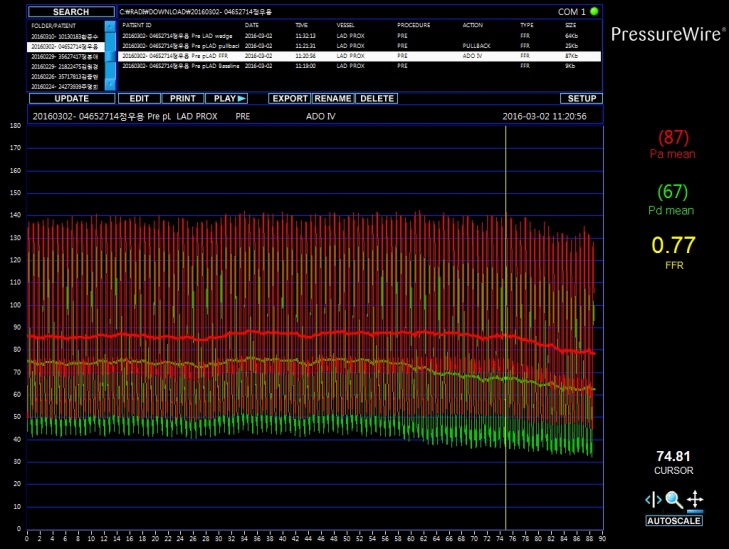 SEARCH
C:₩RADI₩DOWNLOAD₩20160302- 04652714정우용
COM 1
PressureWire®
FOLDER/PATIENT
PATIENT ID DATE TIME VESSEL PROCEDURE ACTION TYPE SIZE
20160302- 04652714정우용 Pre LAD wedge 2016-03-02 11:32:13 LAD PROX PRE FFR 64Kb
20160302- 04652714정우용
20160302- 04652714정우용 Pre pLAD pullbacl 2016-03-02 LAD PROX PRE PULLBACK FFR 25Kb
20160302- 04652714정우용 Pre pLAD FFR 2016-03-02 11:21:31 LAD PROX PRE ADO IV FFR 87Kb
20160302- 04652714정우용 Pre pLAD Baseline 2016-03-02 11:19:00 LAD PROX PRE FFR 9Kb
UPDATE EDIT PRINT PLAY EXPORT RENAME DELETE SETUP
20160302- 04652714정우용 Pre pL LAD PROX PRE ADO IV 2016-03-02 11:20:56
180
170
160
150
140
130
120
110
100
90
80
70
60
50
40
30
20
10
0
0 2 4 6 8 10 12 14 16 18 20 22 24 26 28 30 32 34 36 38 40 42 44 46 48 50 52 54 56 58 60 62 64 66 68 70 72 74 76 78 80 82 84 86 88 90
(87)
Pa mean
(67)
Pd mean
0.77
FFR
74.81
CURSOR
AUTOSCALE